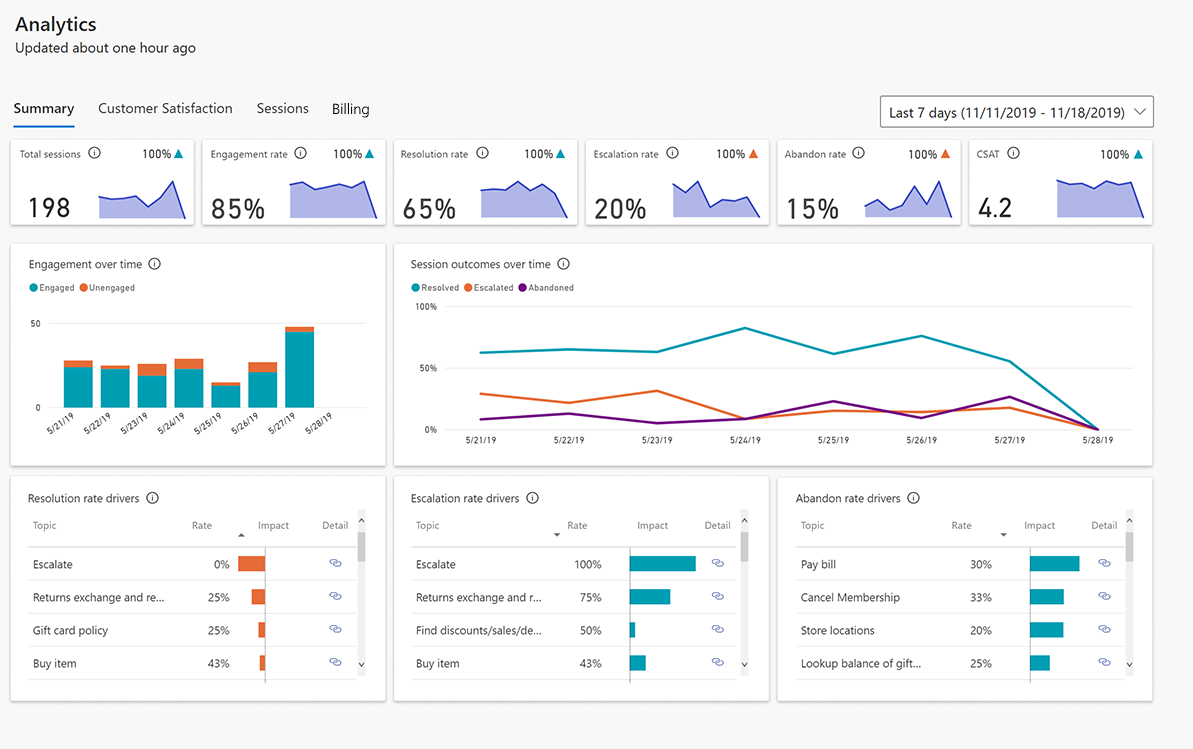 Analytics
Updated about one hour ago
Summary Customer Satisfaction Sessions Billing
Last 7 days (11/11/2019 - 11/18/2019)
Total sessions 100%
198
Engagement rate 100%
85%
Resolution rate 100%
65%
Escalation rate 100%
20%
Abandon rate 100%
15%
CSAT 100%
4.2
Engagement over time
Engaged Unengaged
50
0
5/21/19 5/22/19 5/23/19 5/24/19 5/25/19 5/26/19 5/27/19 5/28/19
Session outcomes over time
Resolved Escalated Abandoned
100%
50%
0%
5/21/19 5/22/19 5/23/19 5/24/19 5/25/19 5/26/19 5/27/19 5/28/19
Resolution rate drivers
Topic Rate Impact Detail
Escalate 0%
Returns exchange and re... 25%
Gift card policy 25%
Buy item 43%
Escalation rate drivers
Topic Rate Impact Detail
Escalate 100%
Returns exchange and r... 75%
Find discounts/sales/de... 50%
Buy item 43%
Abandon rate drivers
Topic Rate Impact Detail
Pay bill 30%
Cancel Membership 33%
Store locations 20%
Lookup balance of gift... 25%